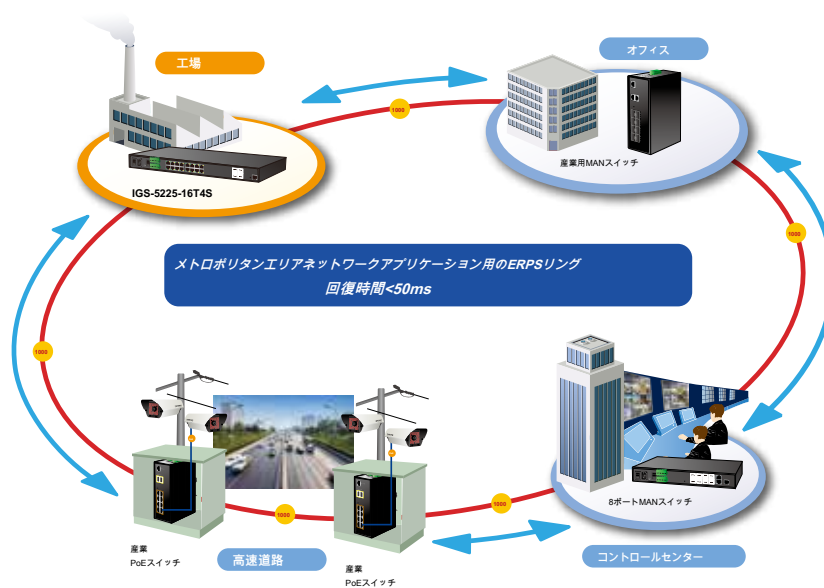 工場
オフィス
1000
産業用MANスイッチ
IGS-5225-16T4S
1000
メトロポリタンエリアネットワークアプリケーション用のERPSリング
回復時間<50ms
1000
1000
8ポートMANスイッチ
1000
産業
PoEスイッチ
高速道路
産業
PoEスイッチ
コントロールセンター